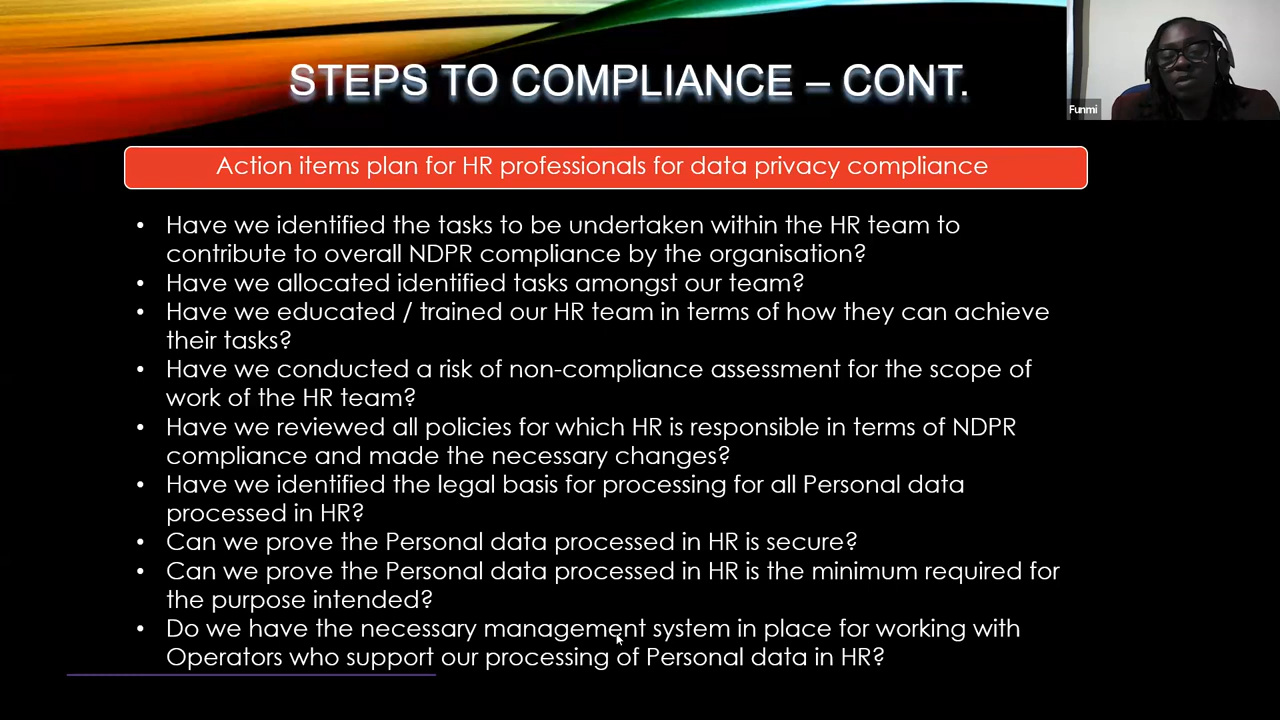 STEPS TO COMPLIANCE – CONT.
Funmi
Action items plan for HR professionals for data privacy compliance
• Have we identified the tasks to be undertaken within the HR team to
contribute to overall NDPR compliance by the organisation?
• Have we allocated identified tasks amongst our team?
• Have we educated / trained our HR team in terms of how they can achieve
their tasks?
• Have we conducted a risk of non-compliance assessment for the scope of
work of the HR team?
• Have we reviewed all policies for which HR is responsible in terms of NDPR
compliance and made the necessary changes?
• Have we identified the legal basis for processing for all Personal data
processed in HR?
• Can we prove the Personal data processed in HR is secure?
• Can we prove the Personal data processed in HR is the minimum required for
the purpose intended?
• Do we have the necessary management system in place for working with
Operators who support our processing of Personal data in HR?